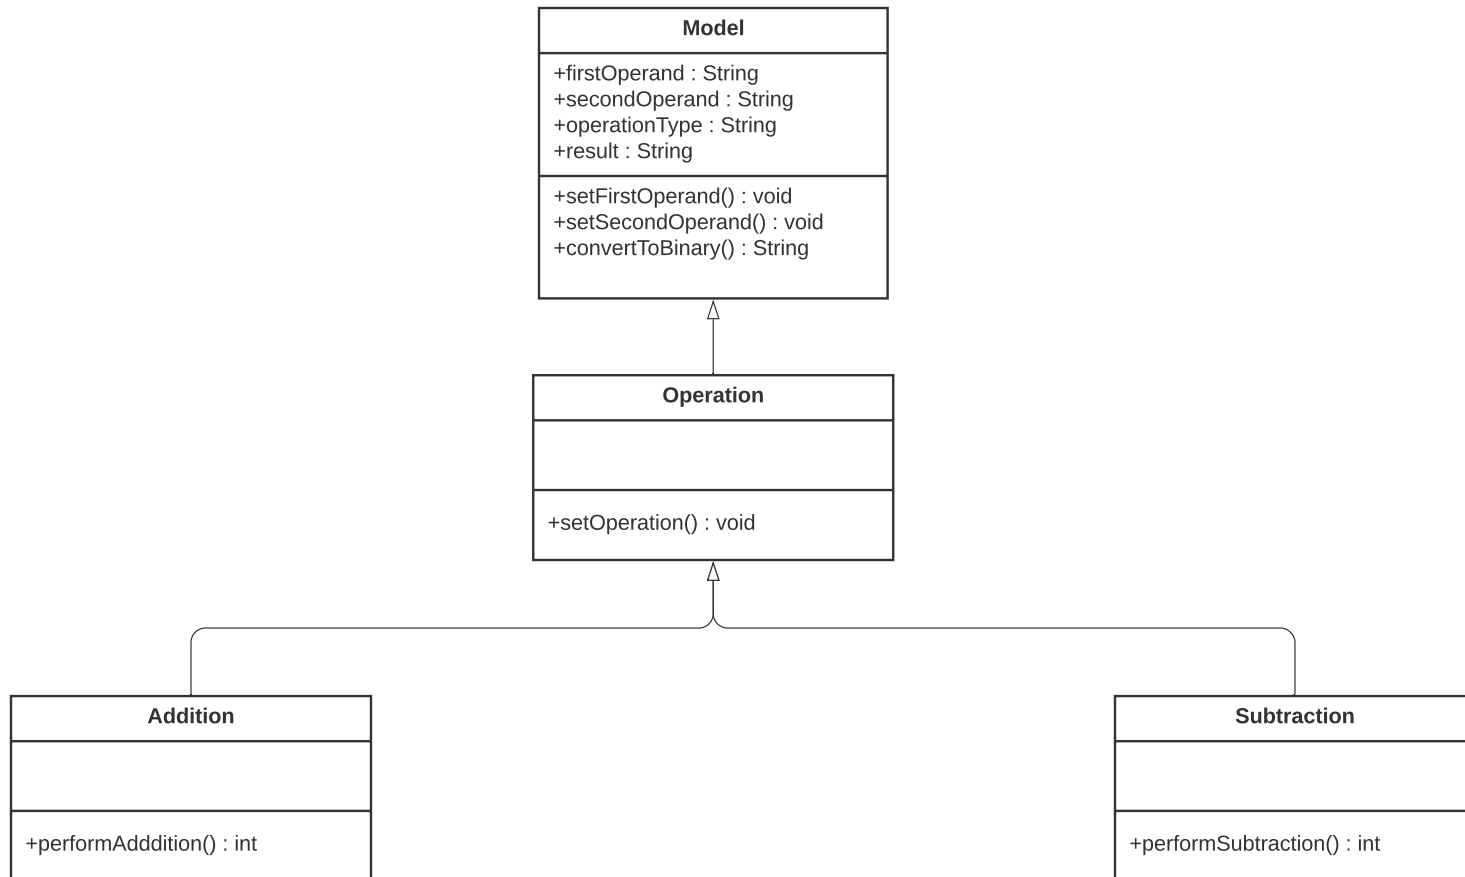 Model
+firstOperand : String
+secondOperand : String
+operationType : String
+result : String
+setFirstOperand() : void
+setSecondOperand() : void
+convertToBinary() : String
Operation
+setOperation() : void
Addition
+performAdddition() : int
Subtraction
+performSubtraction() : int